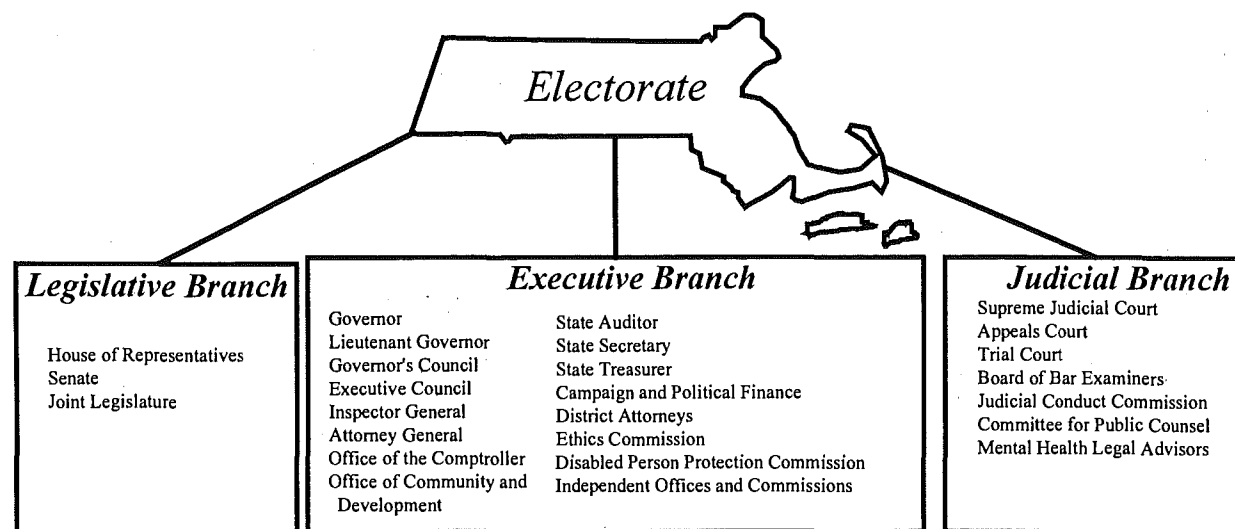 Electorate
Legislative Branch
House of Representatives
Senate
Joint Legislature
Executive Branch
Governor
Lieutenant Governor
Governor's Council
Executive Council
Inspector General
Attorney General
Office of the Comptroller
Office of Community and
Development
State Auditor
State Secretary
State Treasurer
Campaign and Political Finance
District Attorneys
Ethics Commission
Disabled Person Protection Commission
Independent Offices and Commissions
Judicial Branch
Supreme Judicial Court
Appeals Court
Trial Court
Board of Bar Examiners
Judicial Conduct Commission
Committee for Public Counsel
Mental Health Legal Advisors